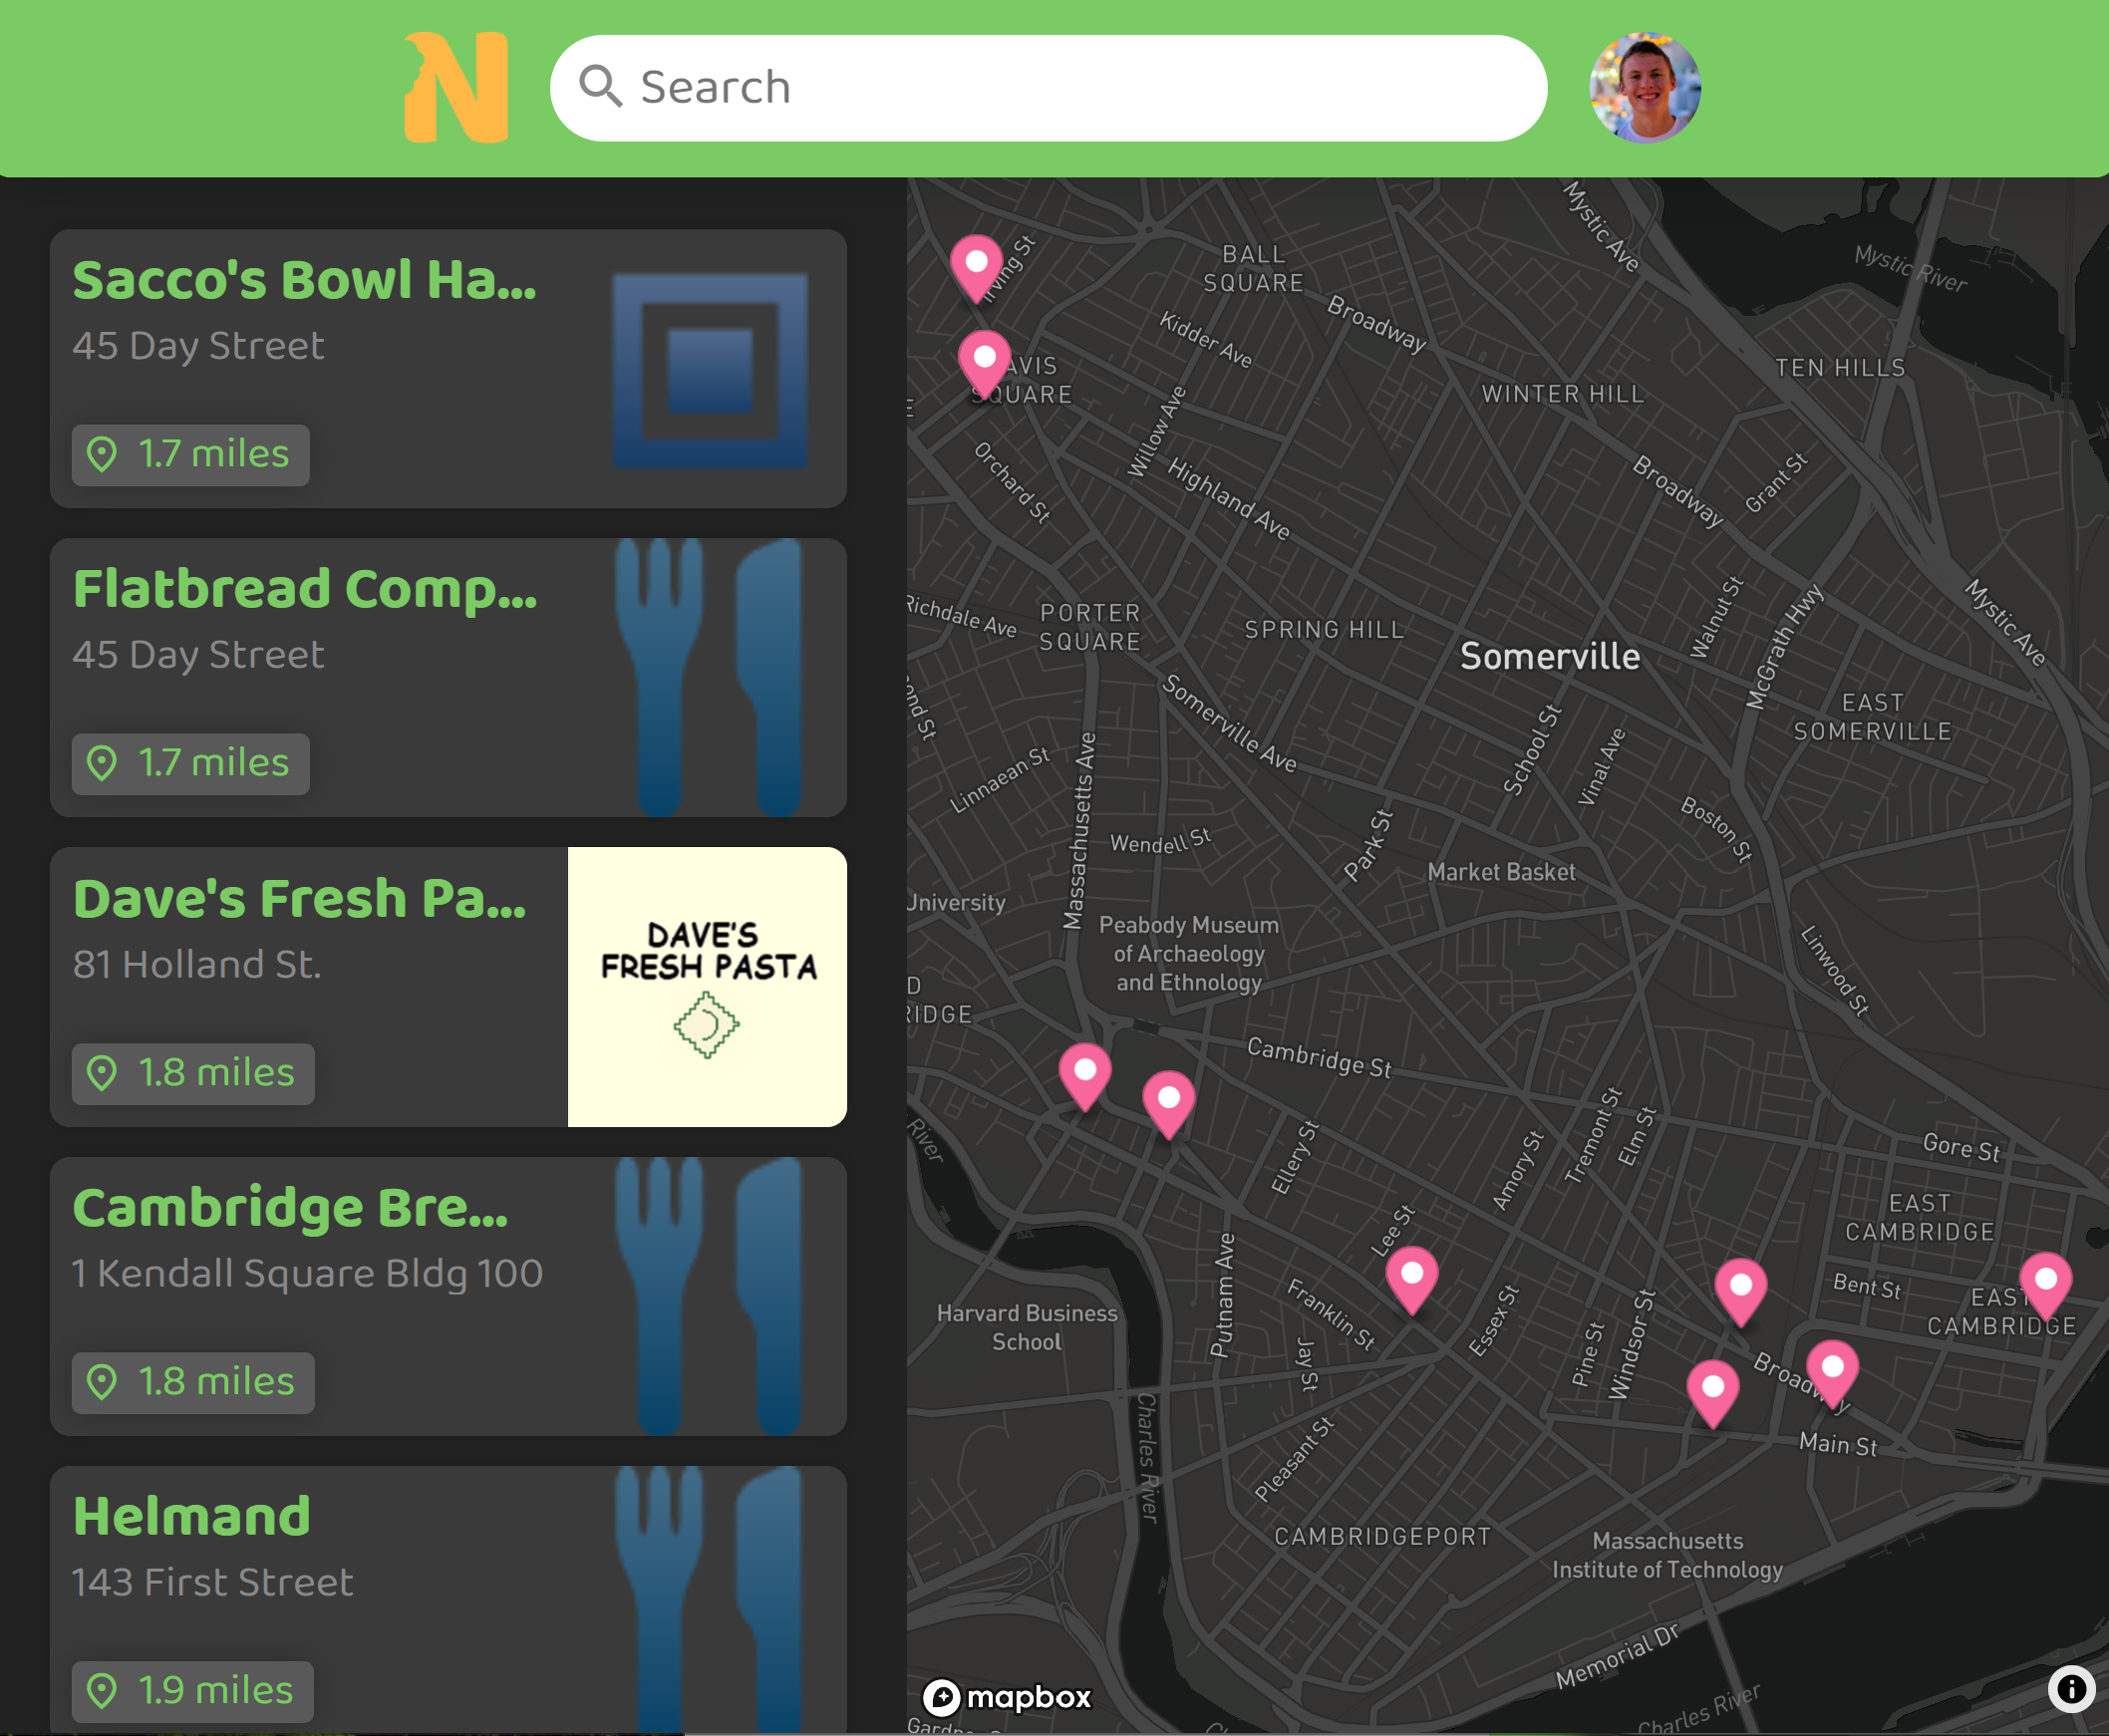 N
Search
Sacco's Bowl Ha...
45 Day Street
1.7 miles
Flatbread Comp...
45 Day Street
1.7 miles
Dave's Fresh Pa...
81 Holland St.
1.8 miles
DAVE'S
FRESH PASTA
Cambridge Bre...
1 Kendall Square Bldg 100
1.8 miles
Helmand
143 First Street
1.9 miles
Irving St
BALL
SQUARE
Mystic Ave
Mystic River
Kidder Ave
Broadway
AVIS
SQUARE
TEN HILLS
WINTER HILL
Willow Ave
Orchard St
Highland Ave
Broadway
Grant St
Richdale Ave
PORTER
SQUARE
SPRING HILL
Somerville
Walnut St
McGrath Hwy
Mystic Ave
ond St
Somerville Ave
EAST
SOMERVILLE
Linnaean St
Massachusetts Ave
School St
Vinal Ave
Boston St
Wendell St
Park St
Market Basket
University
Peabody Museum
of Archaeology
and Ethnology
Linwood St
D
RIDGE
Cambridge St
River
Ellery St
Amory St
Tremont St
Elm St
Gore St
EAST
CAMBRIDGE
Lee St
Putnam Ave
Franklin St
Essex St
Pine St
Windsor St
Bent St
EAST
CAMBRIDGE
Harvard Business
School
Jay St
Broadway
Main St
Charles River
Pleasant St
CAMBRIDGEPORT
Massachusetts
Institute of Technology
Memorial Dr
Charles River
mapbox